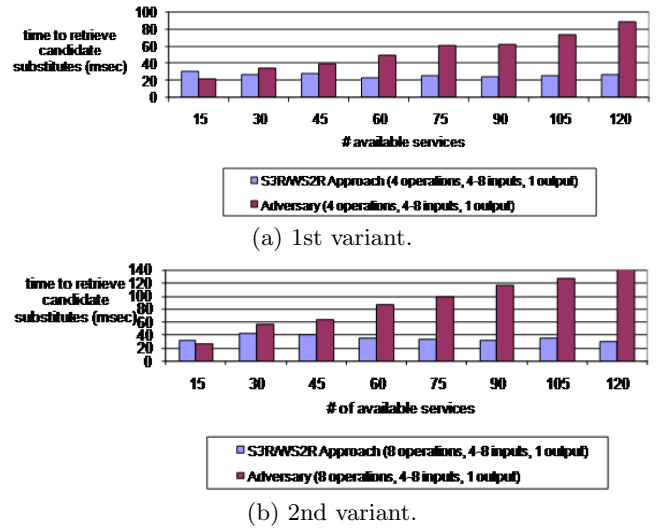 100
80
60
40
20
0
time to retrieve
candidate
substitutes (msec)
15 30 45 60 75 90 105 120
# available services
S3R/WS2R Approach (4 operations, 4-8 inputs, 1 output)
Adversary (4 operations, 4-8 inputs, 1 output)
(a) 1st variant.
140
120
100
80
60
40
20
0
time to retrieve
candidate
substitutes (msec)
15 30 45 60 75 90 105 120
# of available services
S3R/WS2R Approach (8 operations, 4-8 inputs, 1 output)
Adversary (8 operations, 4-8 inputs, 1 output)
(b) 2nd variant.